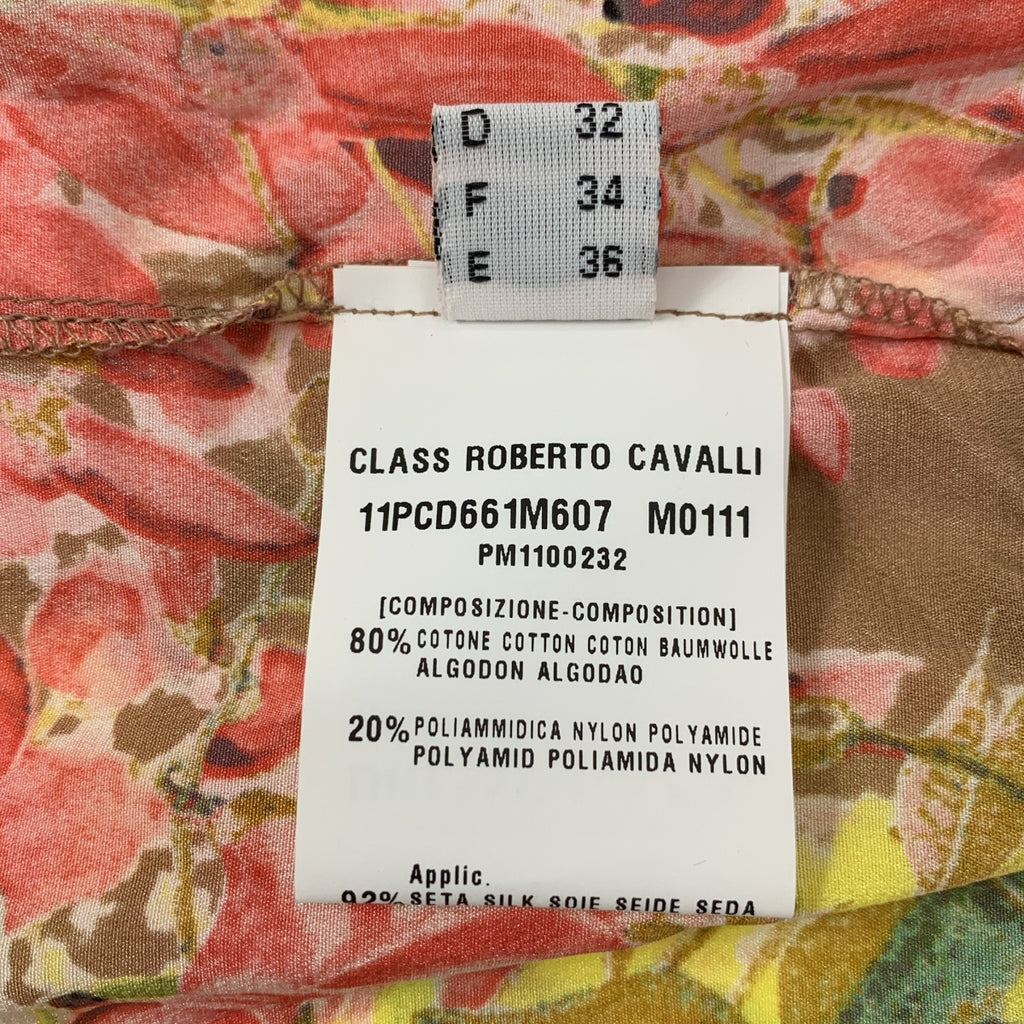 D 32
F 34
E 36
CLASS ROBERTO CAVALLI
11PCD661M607 M0111
PM1100232
[COMPOSIZIONE-COMPOSITION]
80% COTONE COTTON COTON BAUMWOLLE
ALGODON ALGODAO
20% POLIAMMIDICA NYLON POLYAMIDE
POLYAMID POLIAMIDA NYLON
Applic.
92% SETA SILK SOIE SEIDE SEDA